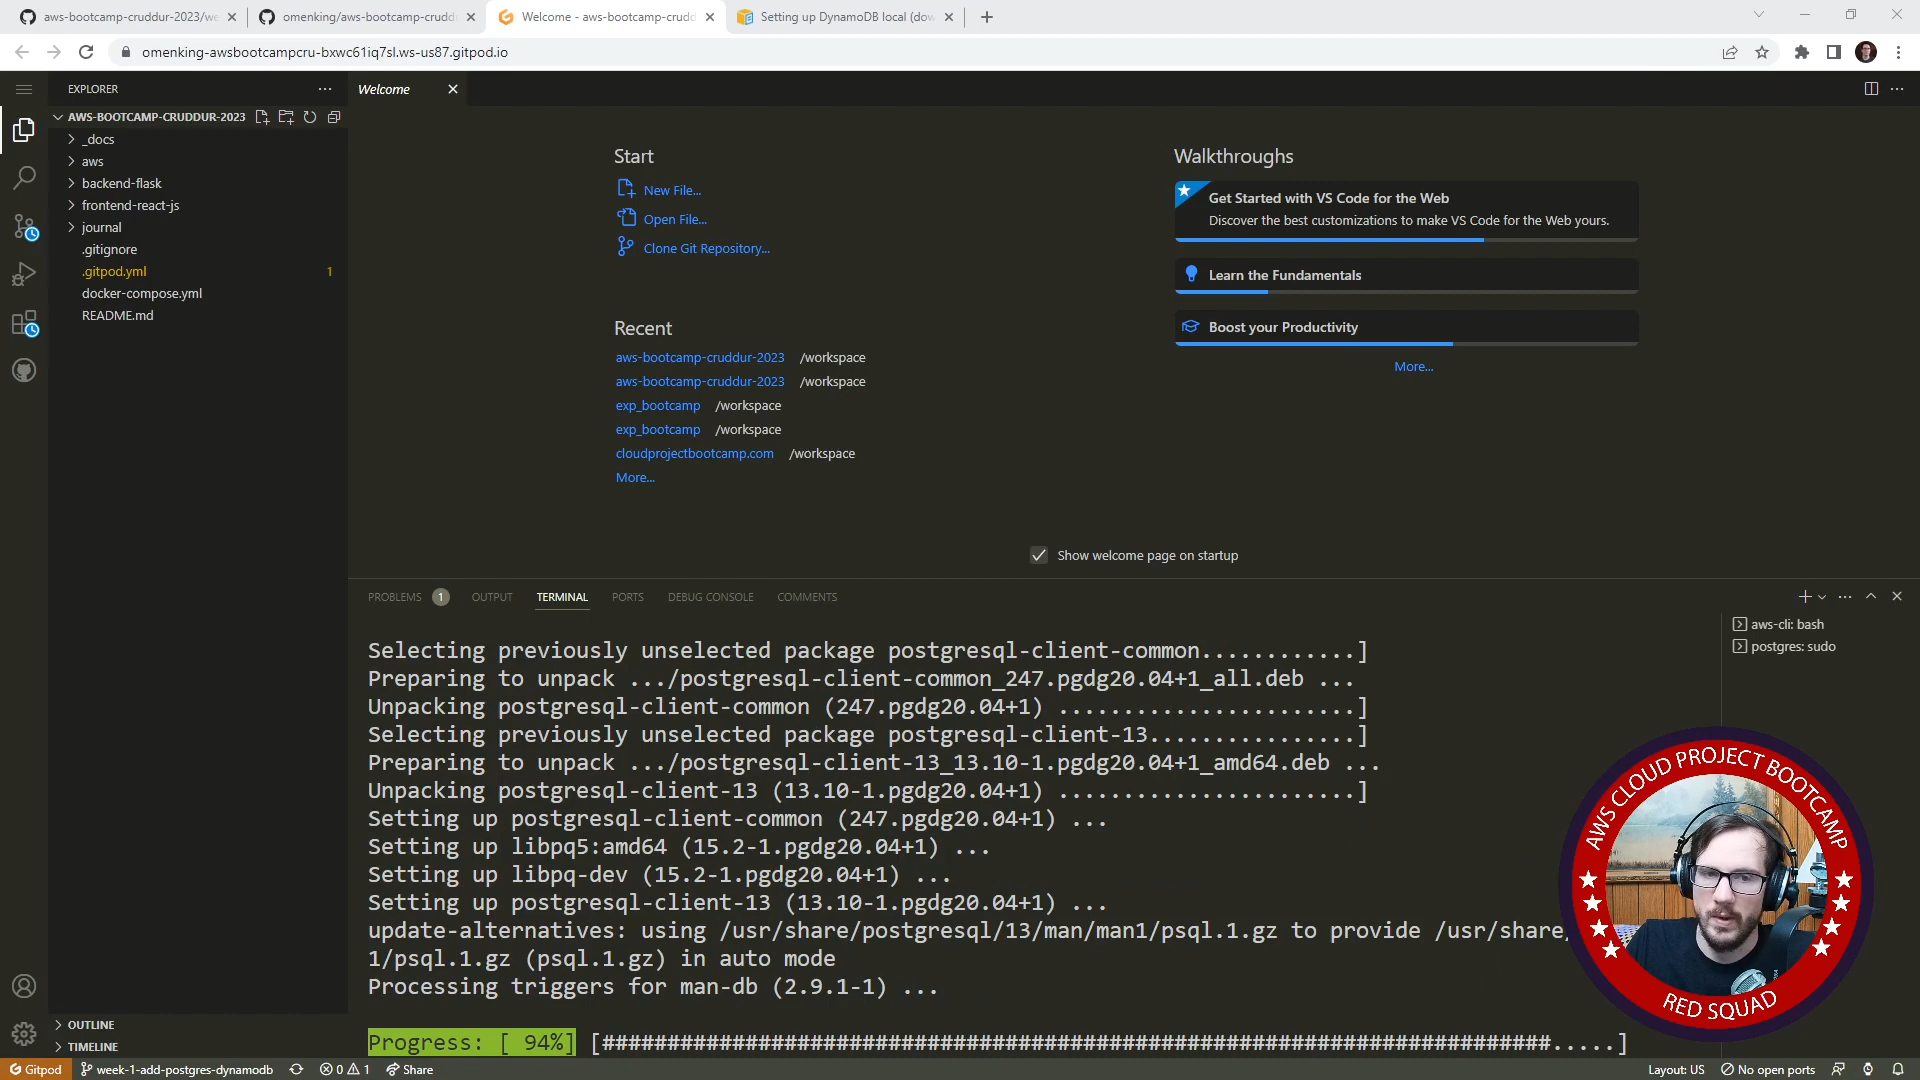 aws-bootcamp-cruddur-2023/we
omenking/aws-bootcamp-cruddu
Welcome - aws-bootcamp-crudd
Setting up DynamoDB local (dow
omenking-awsbootcampcru-bxwc61iq7sl.ws-us87.gitpod.io
EXPLORER
Welcome
AWS-BOOTCAMP-CRUDDUR-2023
_docs
aws
backend-flask
frontend-react-js
journal
.gitignore
.gitpod.yml 1
docker-compose.yml
README.md
OUTLINE
TIMELINE
Start
New File...
Open File...
Clone Git Repository...
Recent
aws-bootcamp-cruddur-2023 /workspace
aws-bootcamp-cruddur-2023 /workspace
exp_bootcamp /workspace
exp_bootcamp /workspace
cloudprojectbootcamp.com /workspace
More...
Walkthroughs
Get Started with VS Code for the Web
Discover the best customizations to make VS Code for the Web yours.
Learn the Fundamentals
Boost your Productivity
More...
Show welcome page on startup
PROBLEMS 1 OUTPUT TERMINAL PORTS DEBUG CONSOLE COMMENTS
aws-cli: bash
postgres: sudo
Selecting previously unselected package postgresql-client-common............]
Preparing to unpack .../postgresql-client-common_247.pgdg20.04+1_all.deb ...
Unpacking postgresql-client-common (247.pgdg20.04+1) .......................]
Selecting previously unselected package postgresql-client-13................]
Preparing to unpack .../postgresql-client-13_13.10-1.pgdg20.04+1_amd64.deb ...
Unpacking postgresql-client-13 (13.10-1.pgdg20.04+1) .......................]
Setting up postgresql-client-common (247.pgdg20.04+1) ...
Setting up libpq5:amd64 (15.2-1.pgdg20.04+1) ...
Setting up libpq-dev (15.2-1.pgdg20.04+1) ...
Setting up postgresql-client-13 (13.10-1.pgdg20.04+1) ...
update-alternatives: using /usr/share/postgresql/13/man/man1/psql.1.gz to provide /usr/share/
1/psql.1.gz (psql.1.gz) in auto mode
Processing triggers for man-db (2.9.1-1) ...
Progress: [ 94%] [#########################################################################.....]
AWS CLOUD PROJECT BOOTCAMP
RED SQUAD
Gitpod week-1-add-postgres-dynamodb 0 1 Share
Layout: US No open ports